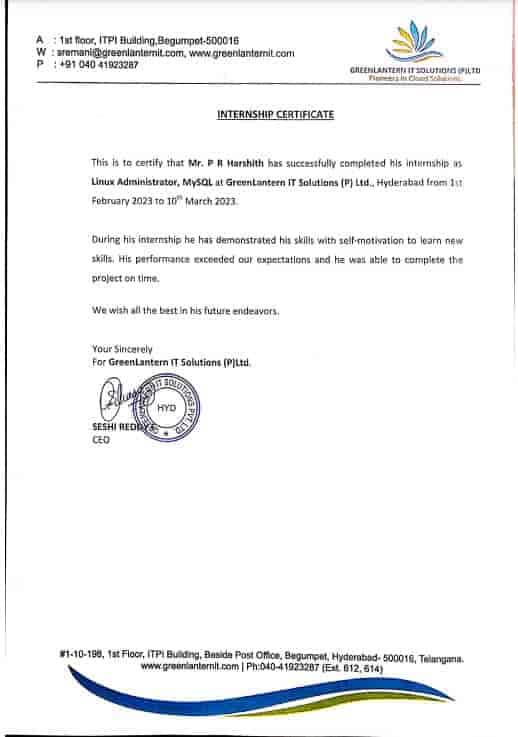 A : 1st floor, ITPI Building,Begumpet-500016
W : sremani@greenlanternit.com, www.greenlanternit.com
P : +91 040 41923287
GREENLANTERN IT SOLUTIONS (P)LTD
Pioneers in Cloud Solutions
INTERNSHIP CERTIFICATE
This is to certify that Mr. P R Harshith has successfully completed his internship as
Linux Administrator, MySQL at GreenLantern IT Solutions (P) Ltd., Hyderabad from 1st
February 2023 to 10th March 2023.
During his internship he has demonstrated his skills with self-motivation to learn new
skills. His performance exceeded our expectations and he was able to complete the
project on time.
We wish all the best in his future endeavors.
Your Sincerely
For GreenLantern IT Solutions (P)Ltd.
GREENLANTERN IT SOLUTIONS PVT. LTD.
HYD
SESHI REDDY
CEO
#1-10-198, 1st Floor, ITPI Building, Beside Post Office, Begumpet, Hyderabad- 500016, Telangana.
www.greenlanternit.com | Ph:040-41923287 (Ext. 612, 614)